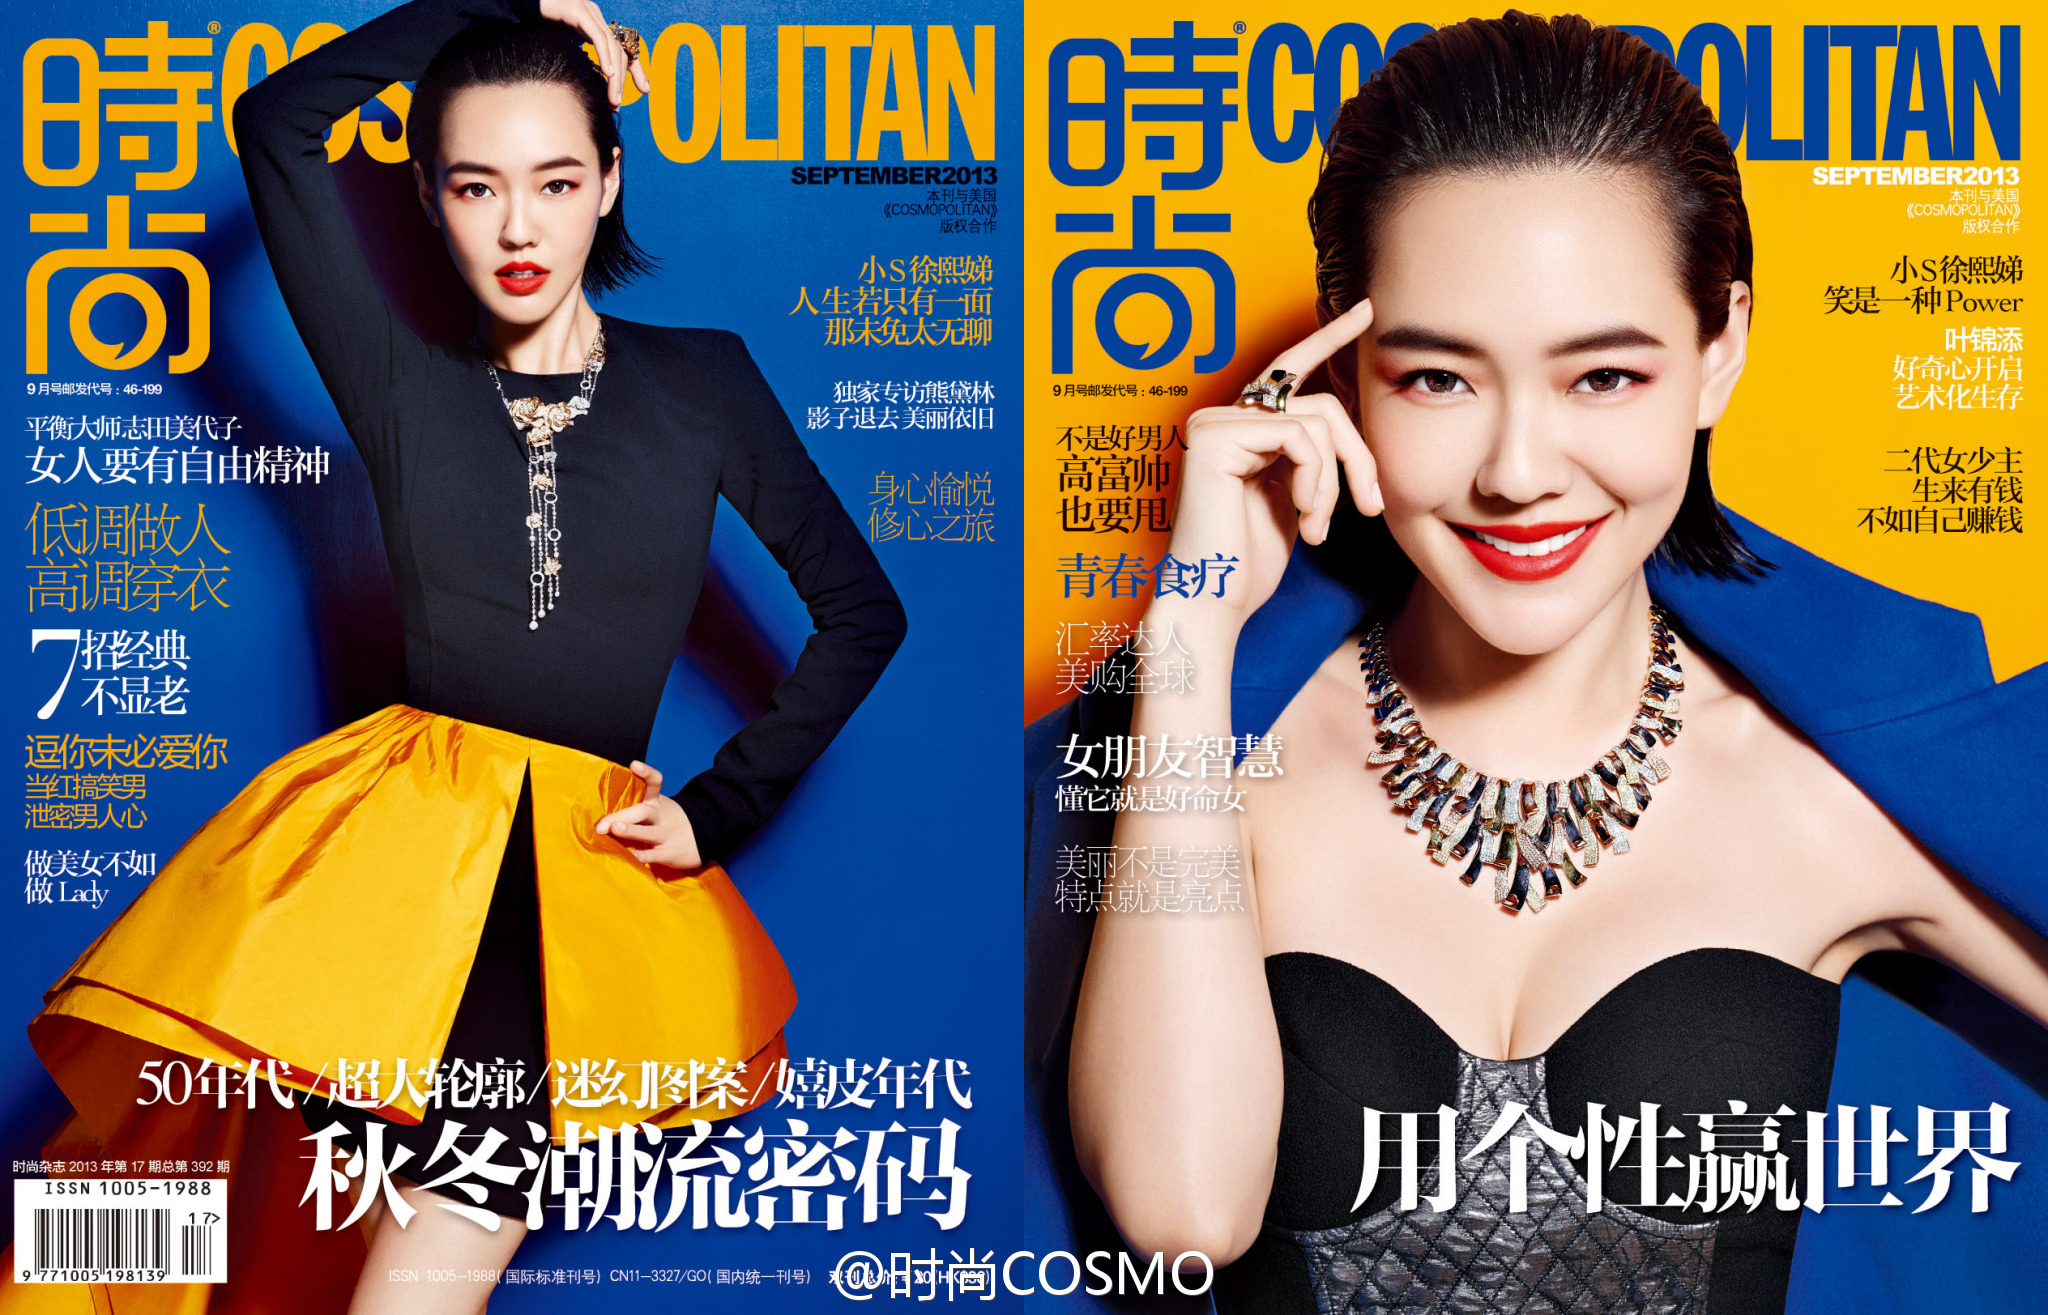 時尚
COSMOPOLITAN
SEPTEMBER2013
本刊与美国
《COSMOPOLITAN》
版权合作
小S徐熙娣
人生若只有一面
那未免太无聊
独家专访熊黛林
影子退去 美丽依旧
身心愉悦
修心之旅
9月号邮发代号：46-199
平衡大师志田美代子
女人要有自由精神
低调做人
高调穿衣
7招经典
不显老
逗你未必爱你
当红搞笑男
泄密男人心
做美女不如
做 Lady
50年代/超大轮廓/迷幻图案/嬉皮年代
秋冬潮流密码
时尚杂志 2013 年第 17 期总第 392 期
ISSN 1005-1988
17>
9 771005 198139
ISSN 1005-1988(国际标准刊号) CN11-3327/GO(国内统一刊号)
時尚
COSMOPOLITAN
SEPTEMBER2013
本刊与美国
《COSMOPOLITAN》
版权合作
小S徐熙娣
笑是一种Power
叶锦添
好奇心开启
艺术化生存
二代女少主
生来有钱
不如自己赚钱
9月号邮发代号：46-199
不是好男人
高富帅
也要甩
青春食疗
汇率达人
美购全球
女朋友智慧
懂它就是好命女
美丽不是完美
特点就是亮点
用个性赢世界
@时尚COSMO